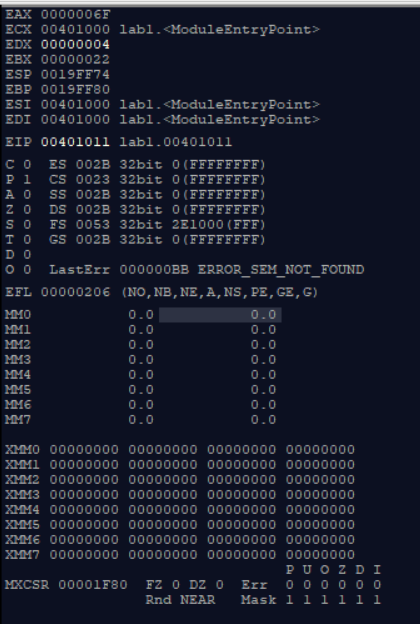 EAX 0000006F
ECX 00401000 lab1.<ModuleEntryPoint>
EDX 00000004
EBX 00000022
ESP 0019FF74
EBP 0019FF80
ESI 00401000 lab1.<ModuleEntryPoint>
EDI 00401000 lab1.<ModuleEntryPoint>
EIP 00401011 lab1.00401011
C 0 ES 002B 32bit 0(FFFFFFFF)
P 1 CS 0023 32bit 0(FFFFFFFF)
A 0 SS 002B 32bit 0(FFFFFFFF)
Z 0 DS 002B 32bit 0(FFFFFFFF)
S 0 FS 0053 32bit 2E1000(FFF)
T 0 GS 002B 32bit 0(FFFFFFFF)
D 0
O 0 LastErr 000000BB ERROR_SEM_NOT_FOUND
EFL 00000206 (NO,NB,NE,A,NS,PE,GE,G)
MM0 0.0 0.0
MM1 0.0 0.0
MM2 0.0 0.0
MM3 0.0 0.0
MM4 0.0 0.0
MM5 0.0 0.0
MM6 0.0 0.0
MM7 0.0 0.0
XMM0 00000000 00000000 00000000 00000000
XMM1 00000000 00000000 00000000 00000000
XMM2 00000000 00000000 00000000 00000000
XMM3 00000000 00000000 00000000 00000000
XMM4 00000000 00000000 00000000 00000000
XMM5 00000000 00000000 00000000 00000000
XMM6 00000000 00000000 00000000 00000000
XMM7 00000000 00000000 00000000 00000000
P U O Z D I
MXCSR 00001F80 FZ 0 DZ 0 Err 0 0 0 0 0 0
Rnd NEAR Mask 1 1 1 1 1 1